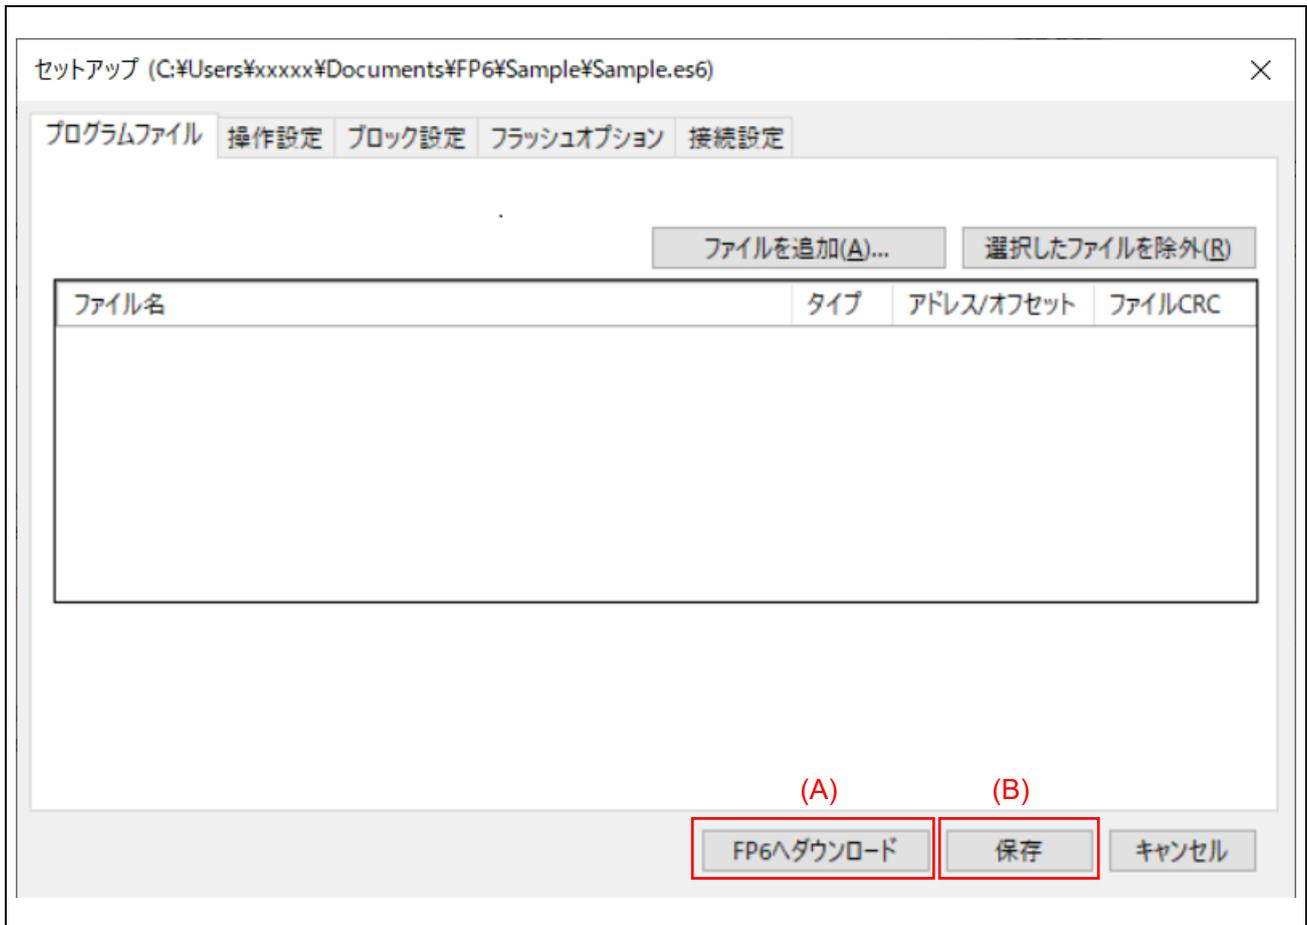 セットアップ (C:¥Users¥xxxxx¥Documents¥FP6¥Sample¥Sample.es6)
プログラムファイル 操作設定 ブロック設定 フラッシュオプション 接続設定
ファイルを追加(A)... 選択したファイルを除外(R)
ファイル名 タイプ アドレス/オフセット ファイルCRC
(A) (B)
FP6へダウンロード 保存 キャンセル